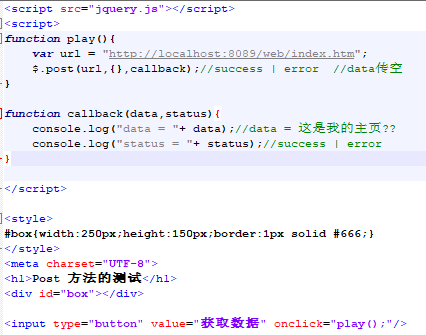 <script src="jquery.js"></script>
<script>
function play(){
var url = "http://localhost:8089/web/index.htm";
$.post(url,{},callback);//success | error //data传空
}
function callback(data,status){
console.log("data = "+ data);//data = 这是我的主页??
console.log("status = "+ status);//success | error
}
</script>
<style>
#box{width:250px;height:150px;border:1px solid #666;}
</style>
<meta charset="UTF-8">
<h1>Post 方法的测试</h1>
<div id="box"></div>
<input type="button" value="获取数据" onclick="play();"/>